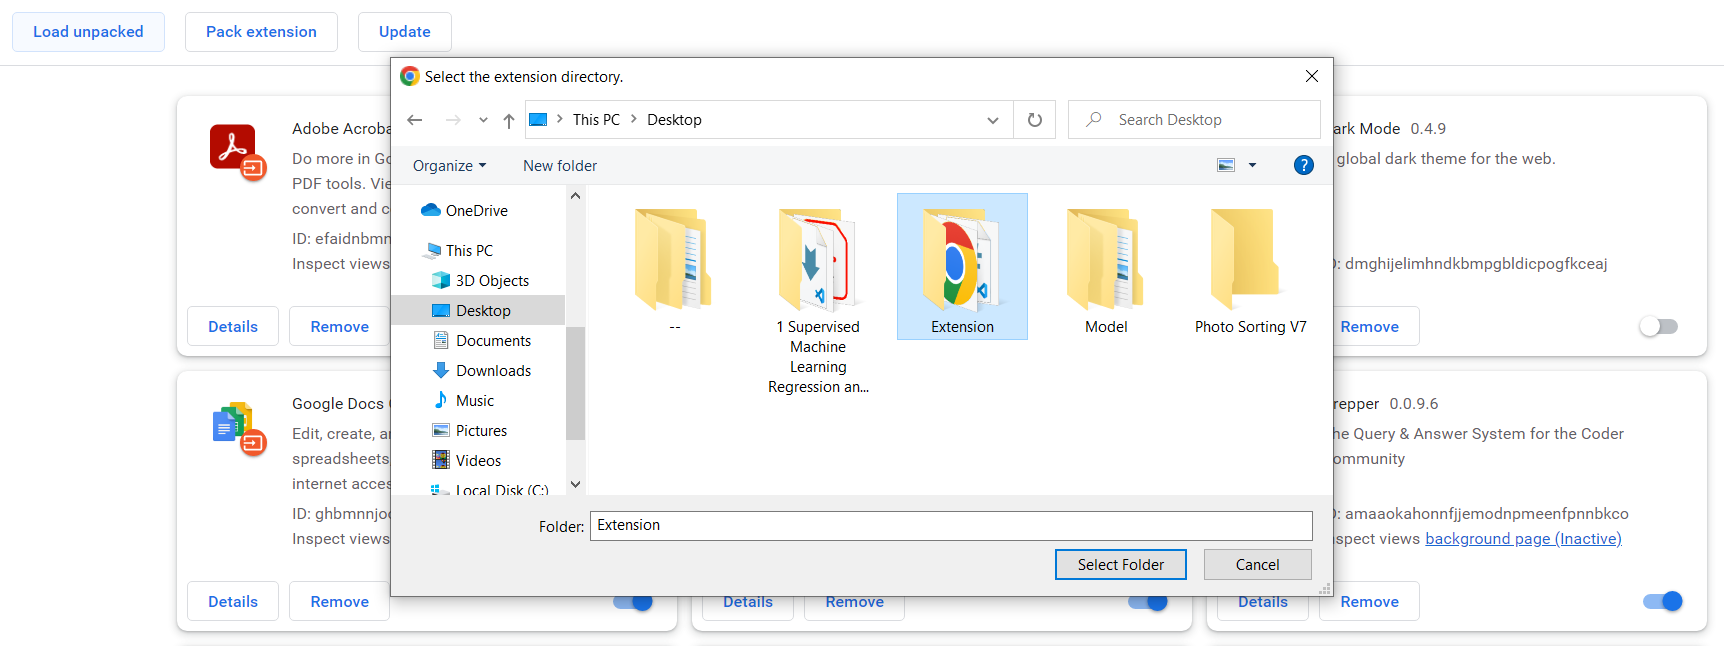 Load unpacked
Pack extension
Update
Select the extension directory.
This PC
Desktop
Search Desktop
Organize
New folder
OneDrive
This PC
3D Objects
Desktop
Documents
Downloads
Music
Pictures
Videos
Local Disk (C:)
--
1 Supervised
Machine
Learning
Regression an...
Extension
Model
Photo Sorting V7
Folder:
Extension
Select Folder
Cancel
Adobe Acroba
Do more in Go
PDF tools. Vie
convert and c
ID: efaidnbmn
Inspect views
Details
Remove
ark Mode 0.4.9
global dark theme for the web.
D: dmghijelimhndkbmpgbldicpogfkceaj
Remove
Google Docs
Edit, create, a
spreadsheets
internet acces
ID: ghbmnnjo
Inspect views
Details
Remove
Details
Remove
repper 0.0.9.6
he Query & Answer System for the Coder
ommunity
D: amaaokahonnfjjemodnpmeenfpnnbkco
spect views background page (Inactive)
Details
Remove